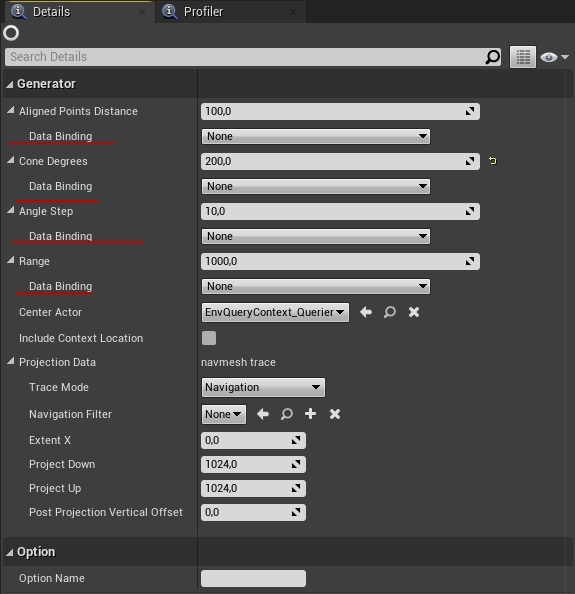 Details
Profiler
Search Details
Generator
Aligned Points Distance 100,0
Data Binding None
Cone Degrees 200,0
Data Binding None
Angle Step 10,0
Data Binding None
Range 1000,0
Data Binding None
Center Actor EnvQueryContext_Querier
Include Context Location
Projection Data navmesh trace
Trace Mode Navigation
Navigation Filter None
Extent X 0,0
Project Down 1024,0
Project Up 1024,0
Post Projection Vertical Offset 0,0
Option
Option Name